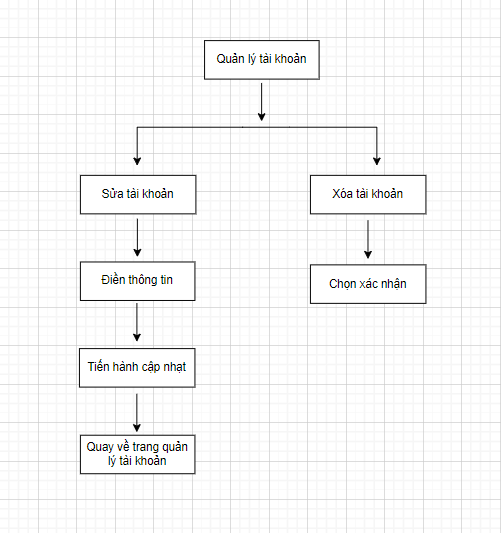 Quản lý tài khoản
Sửa tài khoản
Xóa tài khoản
Điền thông tin
Chọn xác nhận
Tiến hành cập nhạt
Quay về trang quản
lý tài khoản